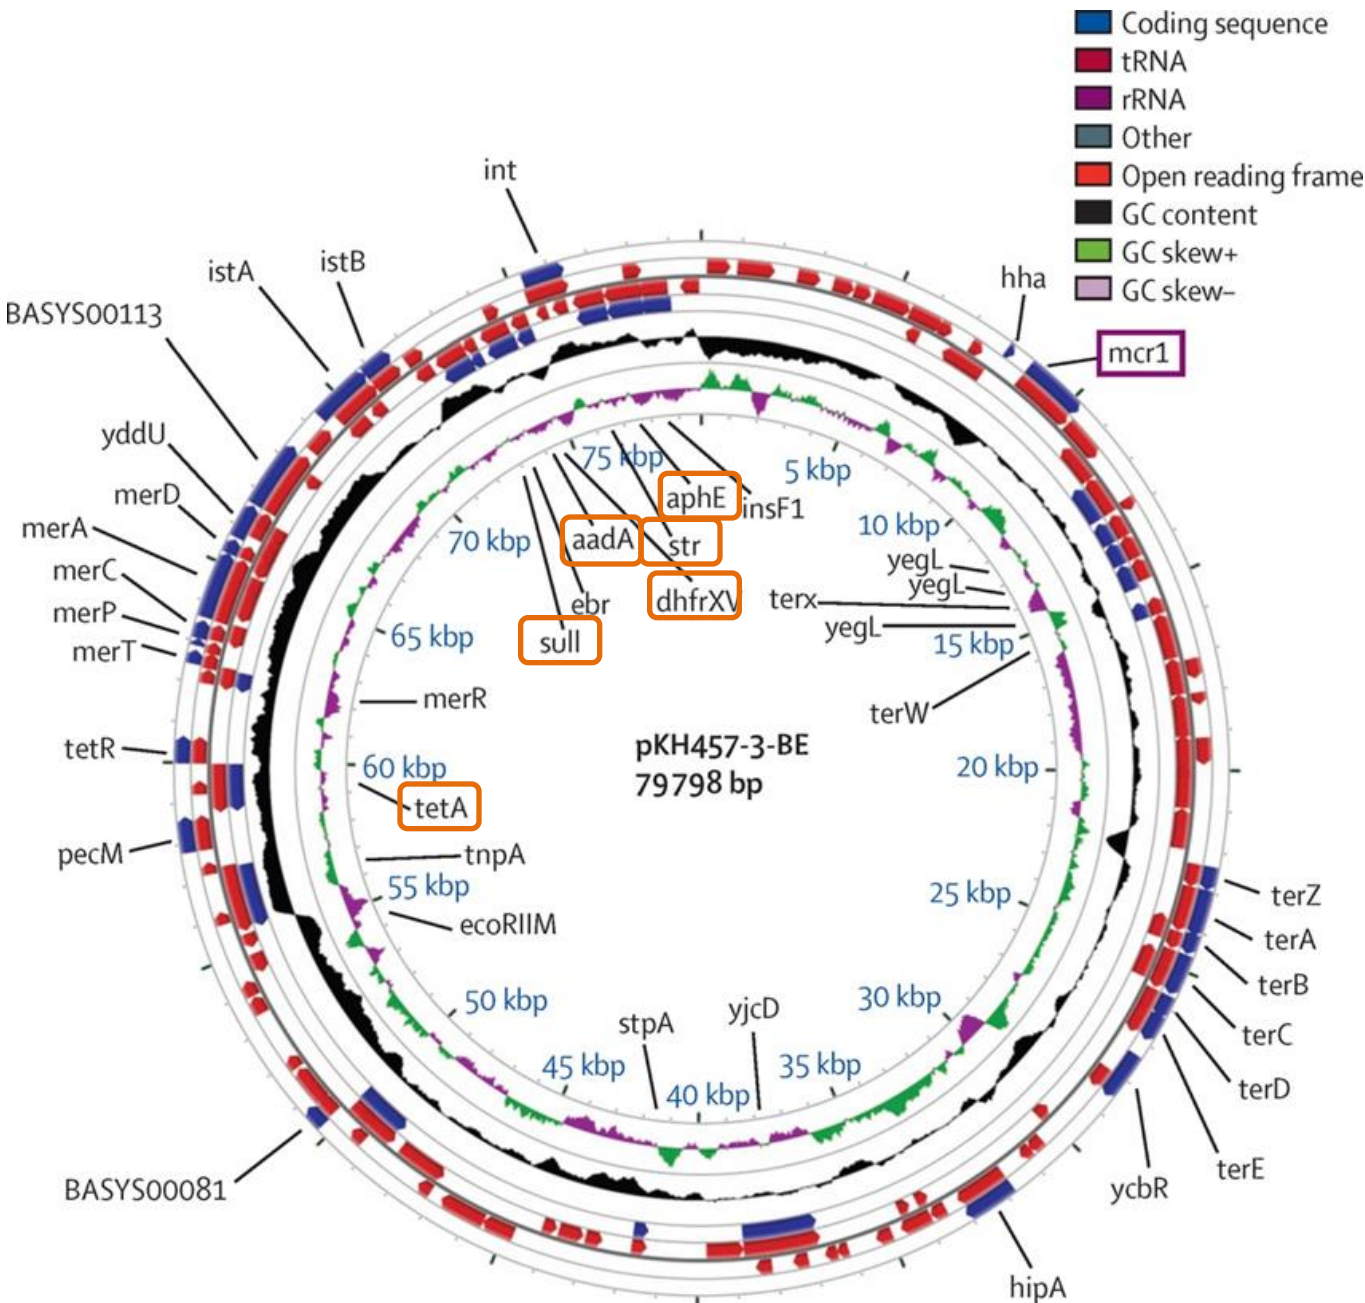 Coding sequence
tRNA
rRNA
Other
Open reading frame
GC content
GC skew+
GC skew–
int
istA
istB
hha
BASYS00113
mcr1
yddU
75 kbp
5 kbp
merD
aphE
insF1
merA
70 kbp
aadA
str
10 kbp
merC
yegL
yegL
merP
ebr
dhfrXV
terx
yegL
merT
65 kbp
sulI
15 kbp
merR
terW
tetR
pKH457-3-BE
60 kbp
20 kbp
79798 bp
tetA
pecM
tnpA
55 kbp
25 kbp
terZ
ecoRIIM
terA
terB
50 kbp
30 kbp
stpA
yjcD
terC
45 kbp
35 kbp
40 kbp
terD
terE
BASYS00081
ycbR
hipA